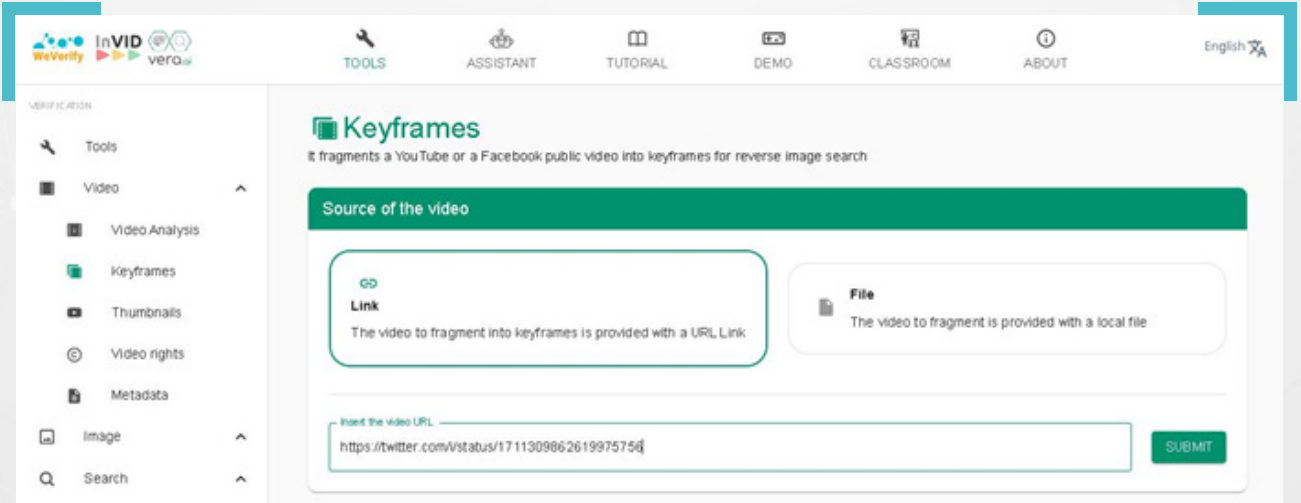 WeVerify InVID vera.ai
TOOLS ASSISTANT TUTORIAL DEMO CLASSROOM ABOUT English
VERIFICATION
Tools
Video
Video Analysis
Keyframes
Thumbnails
Video rights
Metadata
Image
Search
Keyframes
It fragments a YouTube or a Facebook public video into keyframes for reverse image search
Source of the video
Link
The video to fragment into keyframes is provided with a URL Link
File
The video to fragment is provided with a local file
Insert the video URL
https://twitter.com/i/status/1711309862619975756
SUBMIT